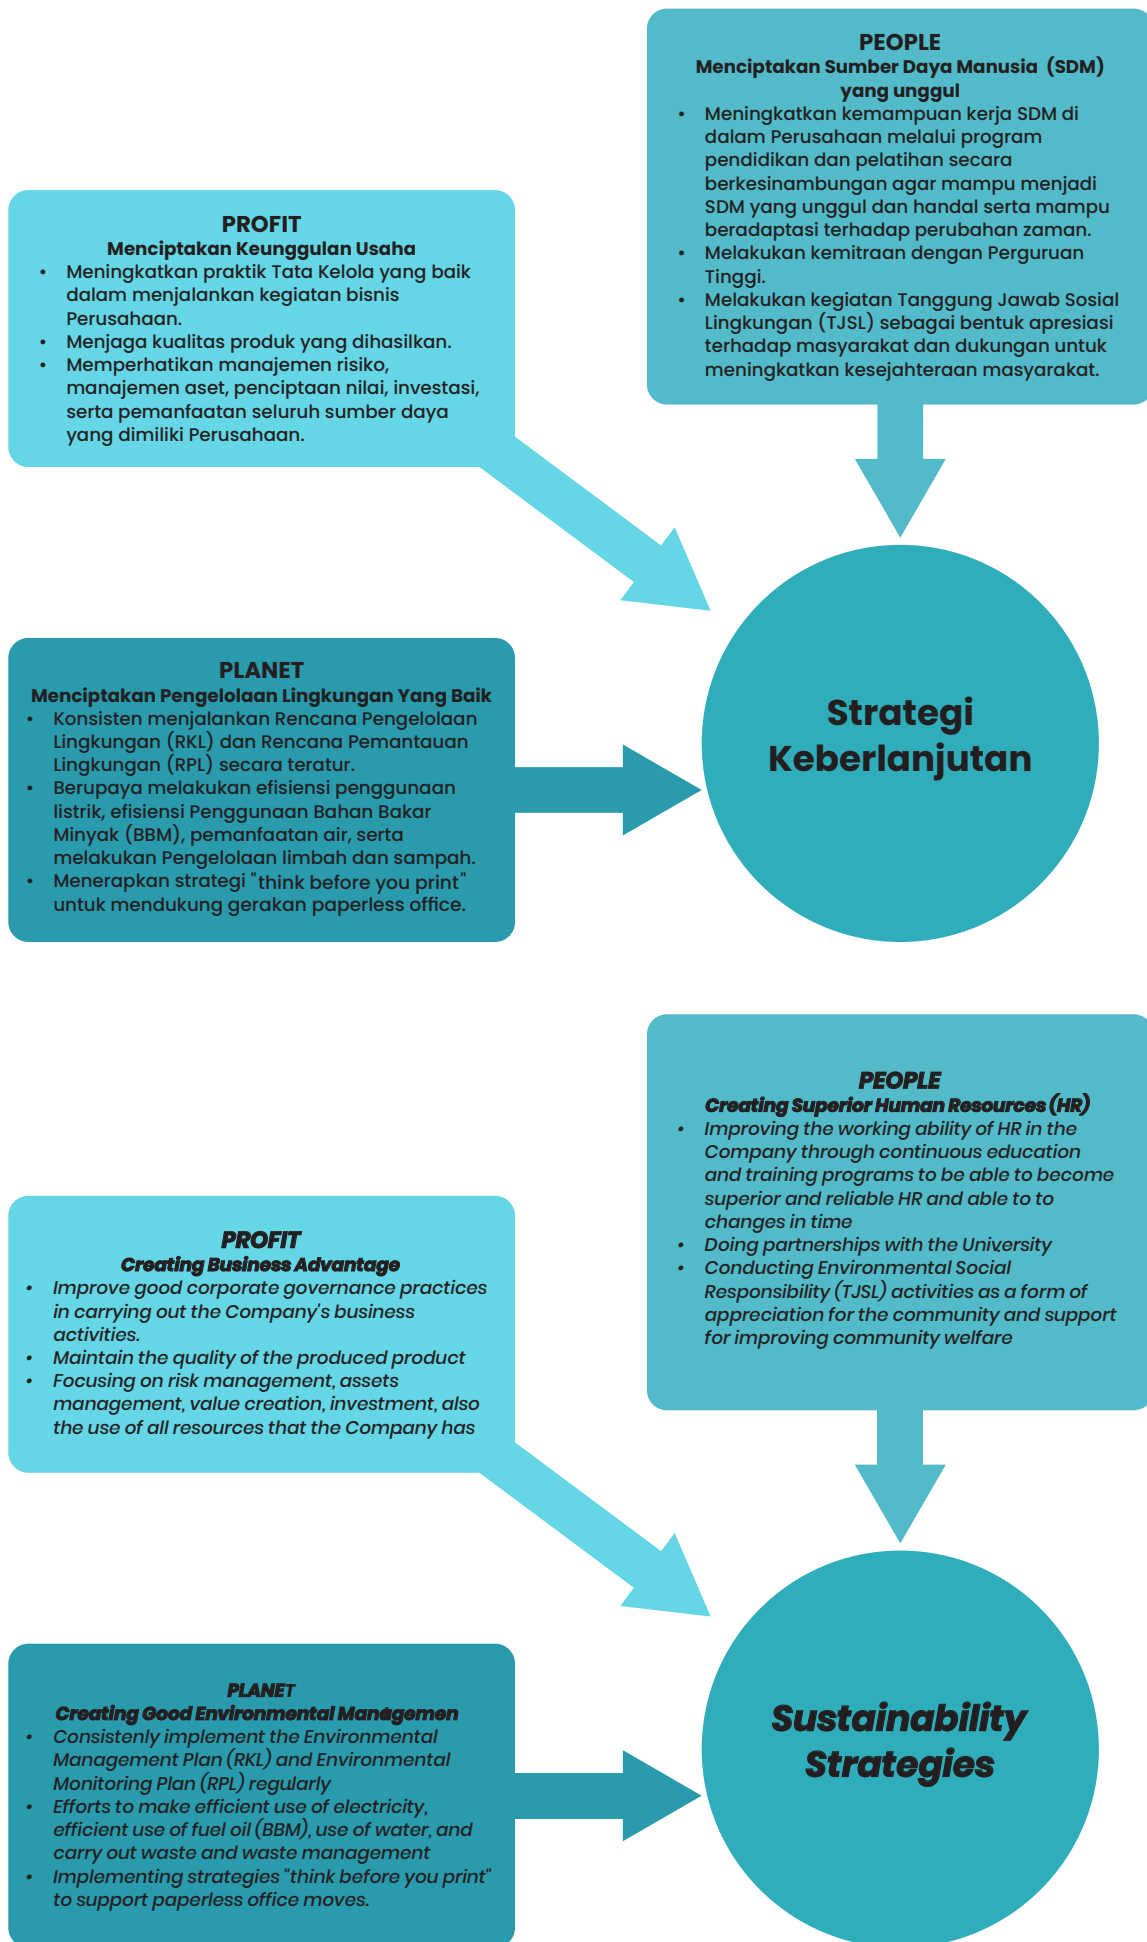 PEOPLE
Menciptakan Sumber Daya Manusia (SDM)
yang unggul
• Meningkatkan kemampuan kerja SDM di
dalam Perusahaan melalui program
pendidikan dan pelatihan secara
berkesinambungan agar mampu menjadi
SDM yang unggul dan handal serta mampu
beradaptasi terhadap perubahan zaman.
• Melakukan kemitraan dengan Perguruan
Tinggi.
• Melakukan kegiatan Tanggung Jawab Sosial
Lingkungan (TJSL) sebagai bentuk apresiasi
terhadap masyarakat dan dukungan untuk
meningkatkan kesejahteraan masyarakat.
PROFIT
Menciptakan Keunggulan Usaha
• Meningkatkan praktik Tata Kelola yang baik
dalam menjalankan kegiatan bisnis
Perusahaan.
• Menjaga kualitas produk yang dihasilkan.
• Memperhatikan manajemen risiko,
manajemen aset, penciptaan nilai, investasi,
serta pemanfaatan seluruh sumber daya
yang dimiliki Perusahaan.
PLANET
Menciptakan Pengelolaan Lingkungan Yang Baik
• Konsisten menjalankan Rencana Pengelolaan
Lingkungan (RKL) dan Rencana Pemantauan
Lingkungan (RPL) secara teratur.
• Berupaya melakukan efisiensi penggunaan
listrik, efisiensi Penggunaan Bahan Bakar
Minyak (BBM), pemanfaatan air, serta
melakukan Pengelolaan limbah dan sampah.
• Menerapkan strategi "think before you print"
untuk mendukung gerakan paperless office.
Strategi
Keberlanjutan
PEOPLE
Creating Superior Human Resources (HR)
• Improving the working ability of HR in the
Company through continuous education
and training programs to be able to become
superior and reliable HR and able to to
changes in time
• Doing partnerships with the University
• Conducting Environmental Social
Responsibility (TJSL) activities as a form of
appreciation for the community and support
for improving community welfare
PROFIT
Creating Business Advantage
• Improve good corporate governance practices
in carrying out the Company's business
activities.
• Maintain the quality of the produced product
• Focusing on risk management, assets
management, value creation, investment, also
the use of all resources that the Company has
PLANET
Creating Good Environmental Managemen
• Consistenly implement the Environmental
Management Plan (RKL) and Environmental
Monitoring Plan (RPL) regularly
• Efforts to make efficient use of electricity,
efficient use of fuel oil (BBM), use of water, and
carry out waste and waste management
• Implementing strategies "think before you print"
to support paperless office moves.
Sustainability
Strategies